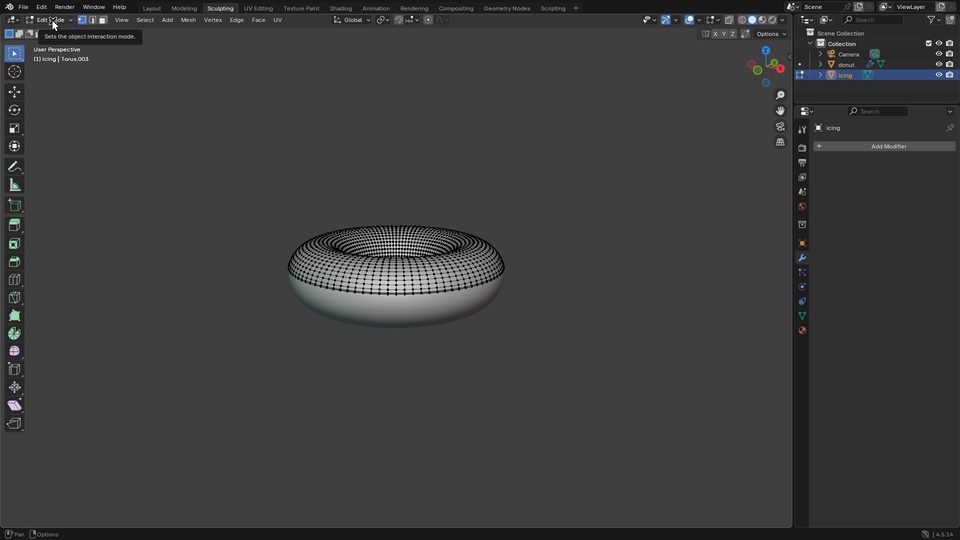 File Edit Render Window Help Layout Modeling Sculpting UV Editing Texture Paint Shading Animation Rendering Compositing Geometry Nodes Scripting Scene ViewLayer
View Select Add Mesh Vertex Edge Face UV Global Search
Sets the object interaction mode.
X Y Z Options
User Perspective
(1) icing | Torus.003
Z
Y
X
Scene Collection
Collection
Camera
donut
icing
Search
icing
Add Modifier
Pan Options 4.5.14